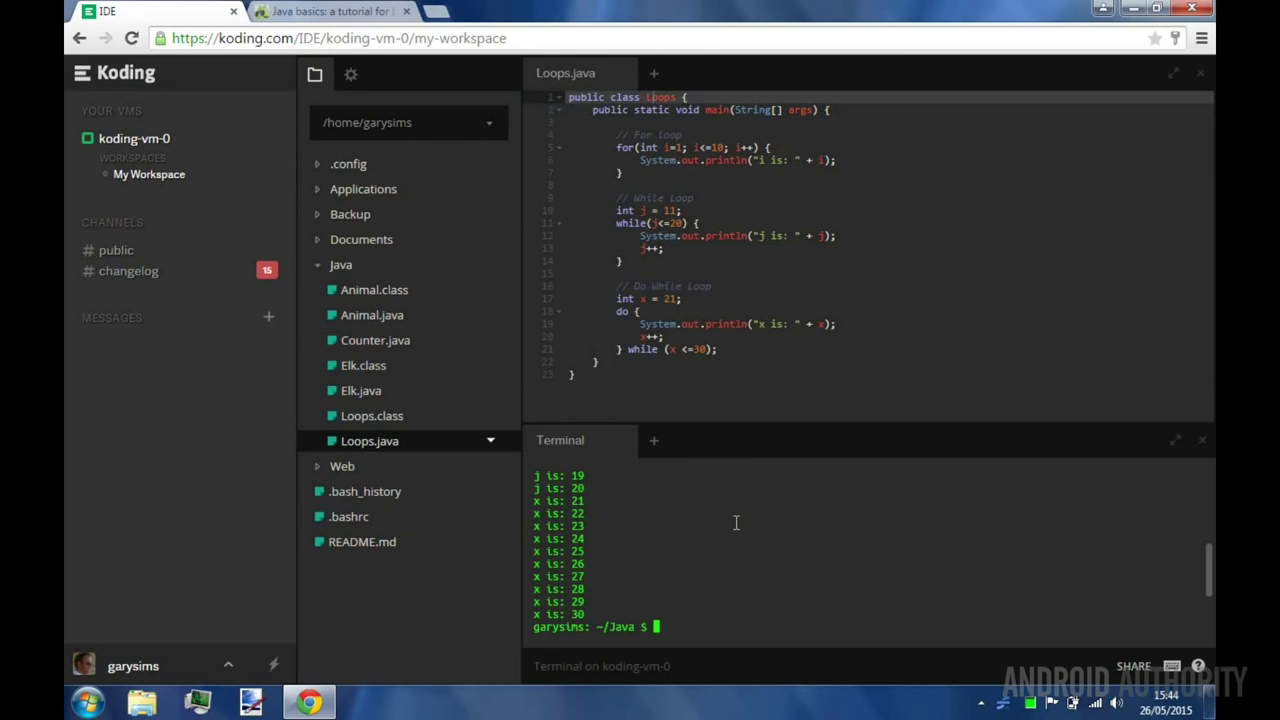 IDE
Java basics: a tutorial for
https://koding.com/IDE/koding-vm-0/my-workspace
Koding
YOUR VMS
koding-vm-0
WORKSPACES
My Workspace
CHANNELS
# public
# changelog
15
MESSAGES +
garysims
/home/garysims
.config
Applications
Backup
Documents
Java
Animal.class
Animal.java
Counter.java
Elk.class
Elk.java
Loops.class
Loops.java
Web
.bash_history
.bashrc
README.md
Loops.java +
1 public class Loops {
2 public static void main(String[] args) {
3
4 // For loop
5 for(int i=1; i<=10; i++) {
6 System.out.println("i is: " + i);
7 }
8
9 // While Loop
10 int j = 11;
11 while(j<=20) {
12 System.out.println("j is: " + j);
13 j++;
14 }
15
16 // Do While Loop
17 int x = 21;
18 do {
19 System.out.println("x is: " + x);
20 x++;
21 } while (x <=30);
22 }
23 }
Terminal +
j is: 19
j is: 20
x is: 21
x is: 22
x is: 23
x is: 24
x is: 25
x is: 26
x is: 27
x is: 28
x is: 29
x is: 30
garysims: ~/Java $
Terminal on koding-vm-0
SHARE
ANDROID AUTHORITY
15:44
26/05/2015